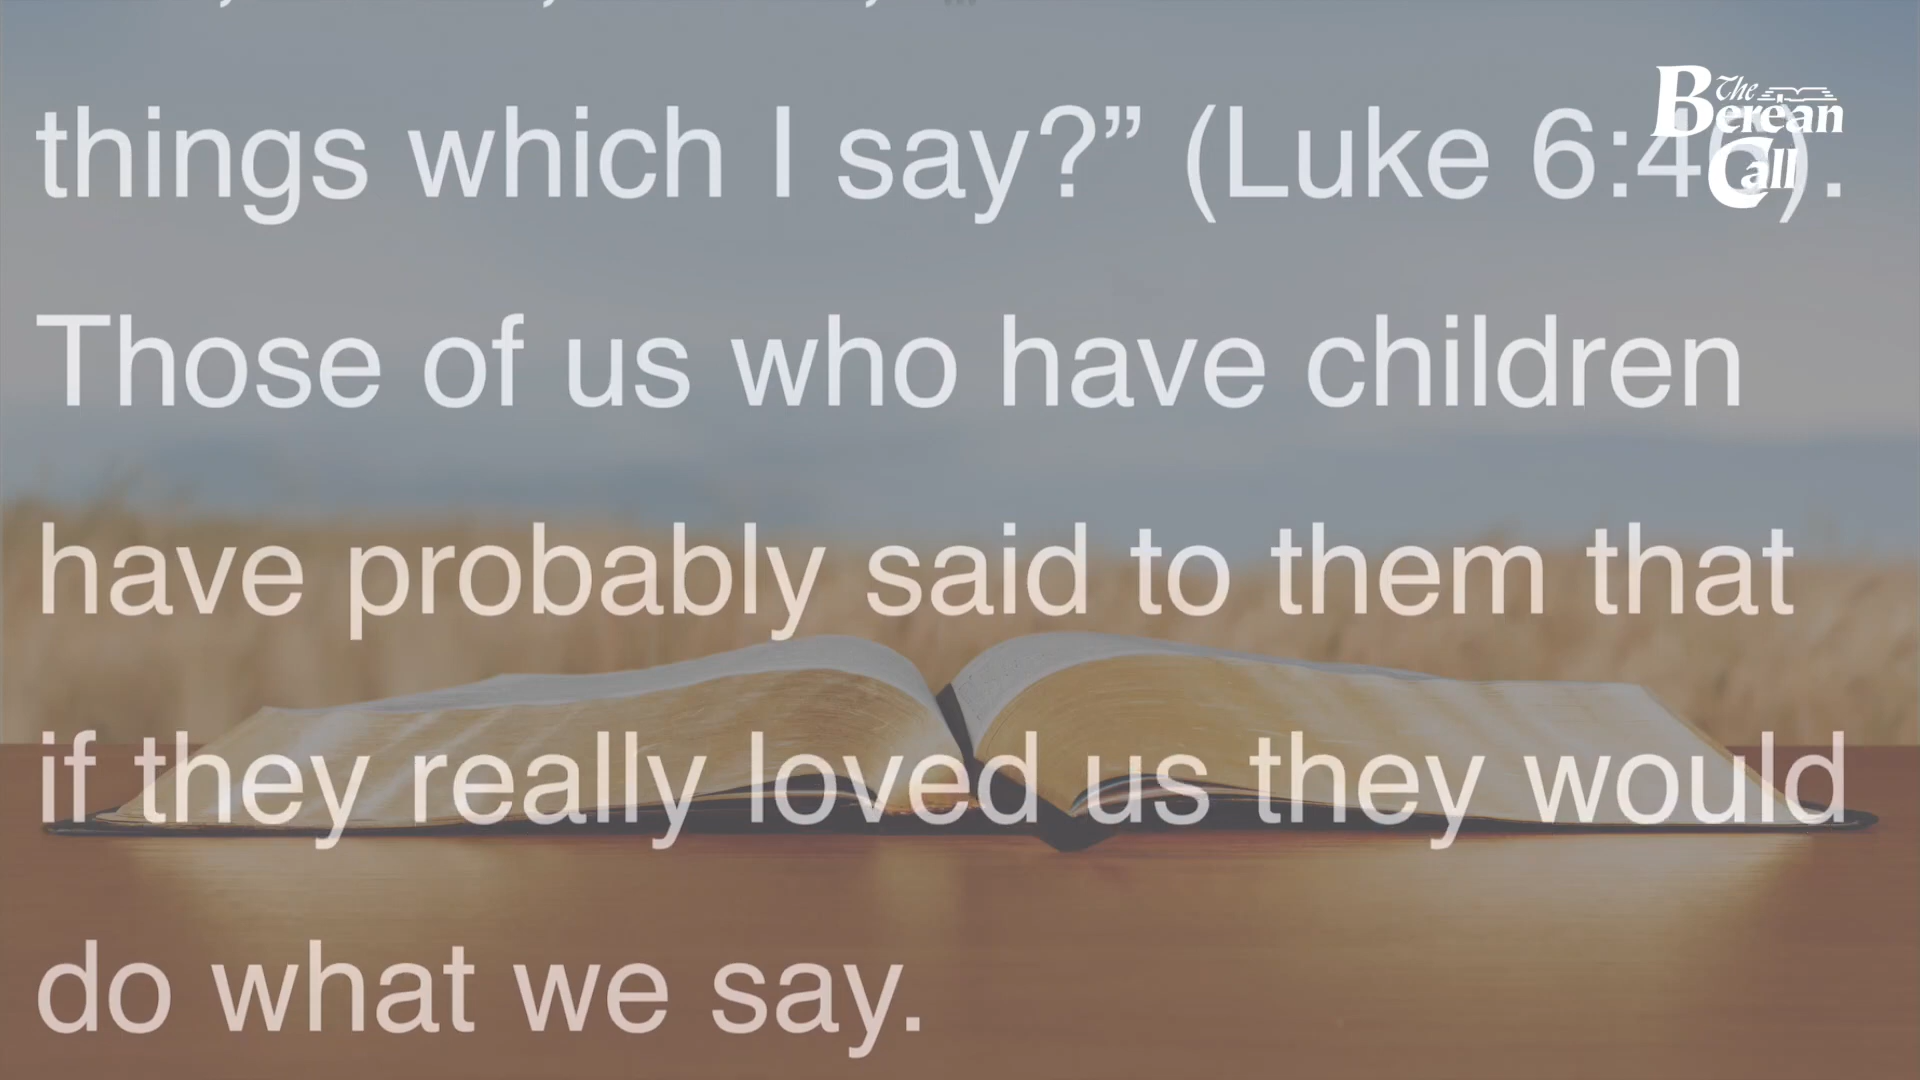 things which I say?” (Luke 6:46).
The
Berean
Call
Those of us who have children
have probably said to them that
if they really loved us they would
do what we say.